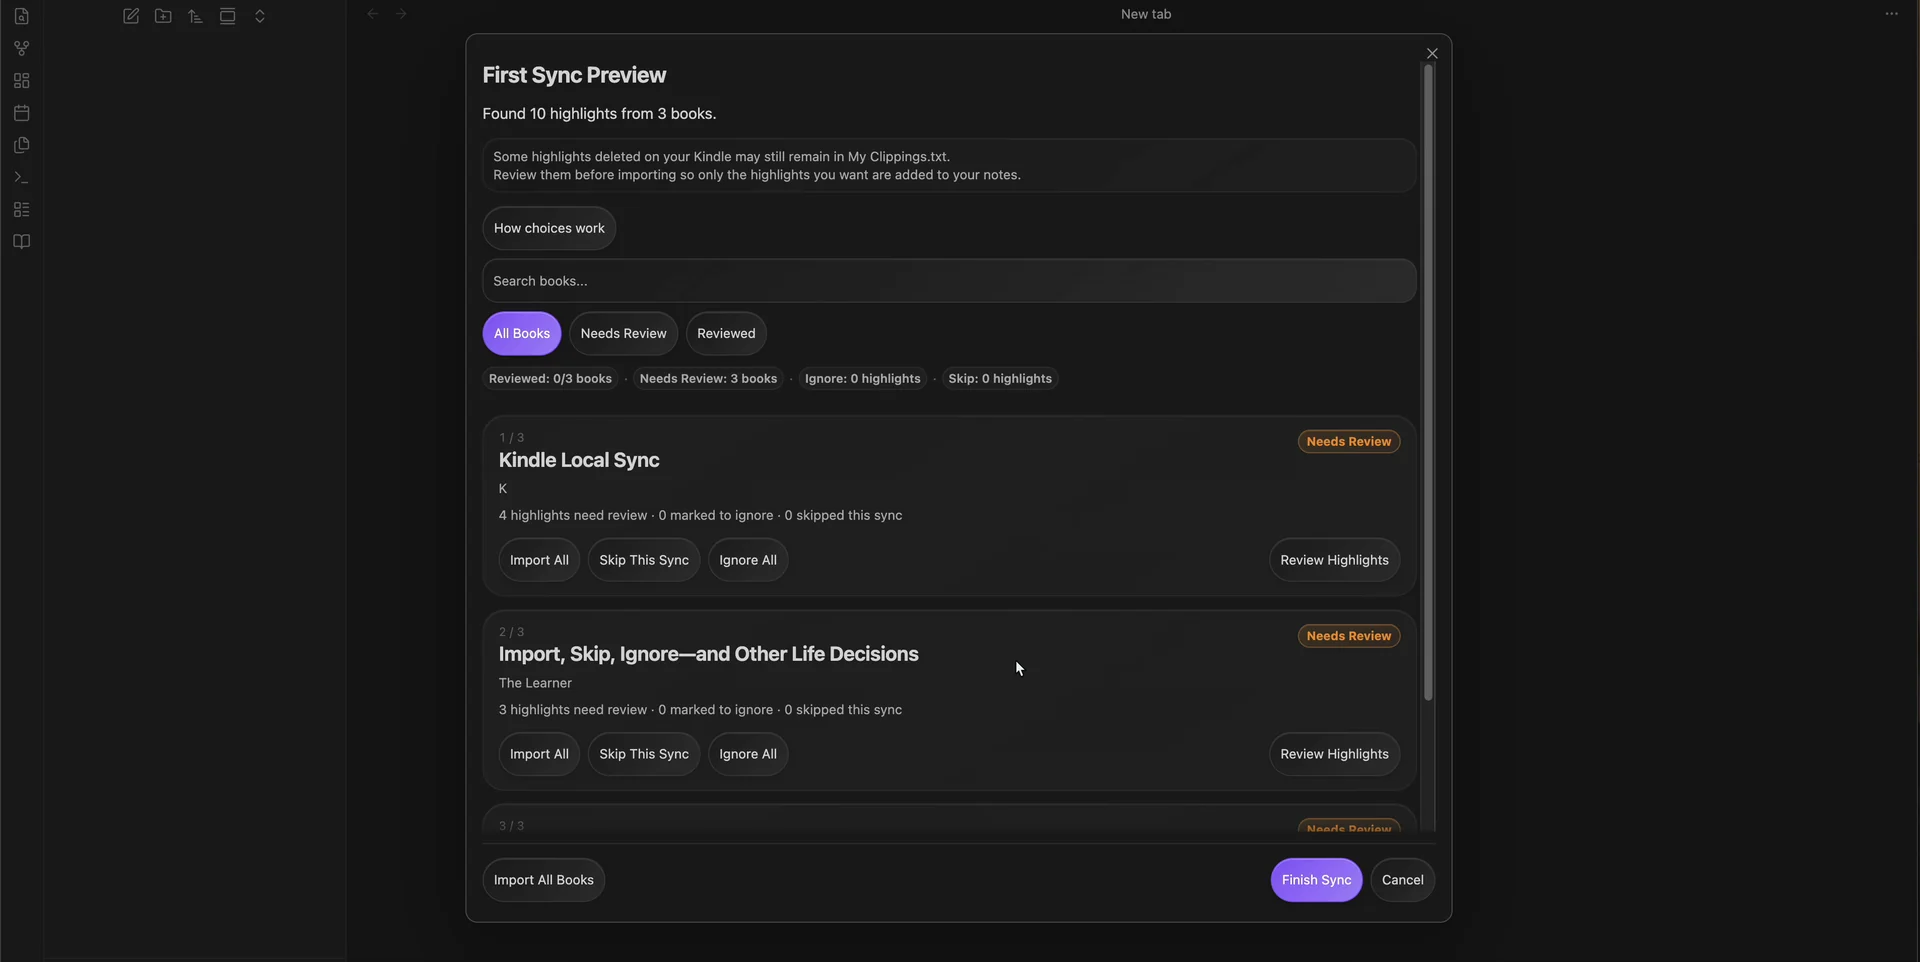 New tab
First Sync Preview
Found 10 highlights from 3 books.
Some highlights deleted on your Kindle may still remain in My Clippings.txt.
Review them before importing so only the highlights you want are added to your notes.
How choices work
Search books...
All Books Needs Review Reviewed
Reviewed: 0/3 books · Needs Review: 3 books · Ignore: 0 highlights · Skip: 0 highlights
1 / 3 Needs Review
Kindle Local Sync
K
4 highlights need review · 0 marked to ignore · 0 skipped this sync
Import All Skip This Sync Ignore All Review Highlights
2 / 3 Needs Review
Import, Skip, Ignore—and Other Life Decisions
The Learner
3 highlights need review · 0 marked to ignore · 0 skipped this sync
Import All Skip This Sync Ignore All Review Highlights
3 / 3 Needs Review
Import All Books Finish Sync Cancel